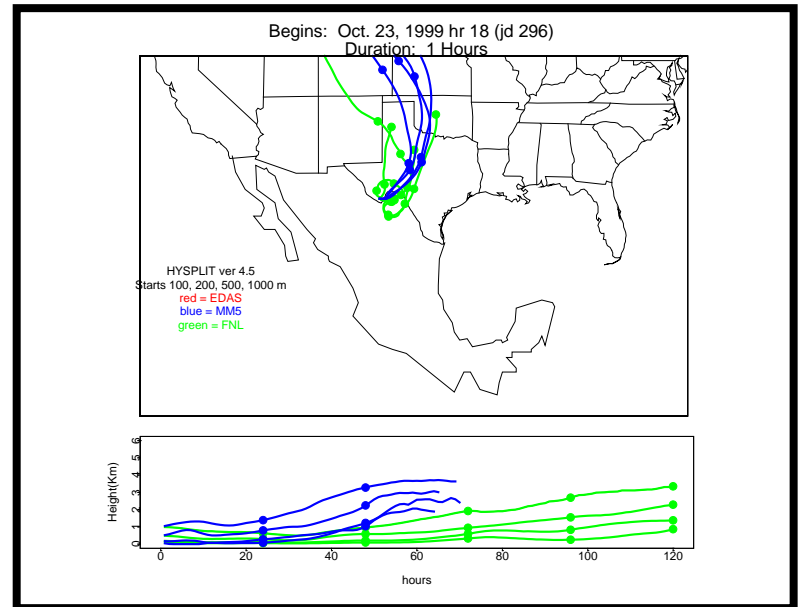 Begins:  Oct. 23, 1999 hr 18 (jd 296)
Duration:  1 Hours
HYSPLIT ver 4.5
Starts 100, 200, 500, 1000 m
red = EDAS
blue = MM5
green = FNL
Height(Km)
6
5
4
3
2
1
0
0 20 40 60 80 100 120
hours